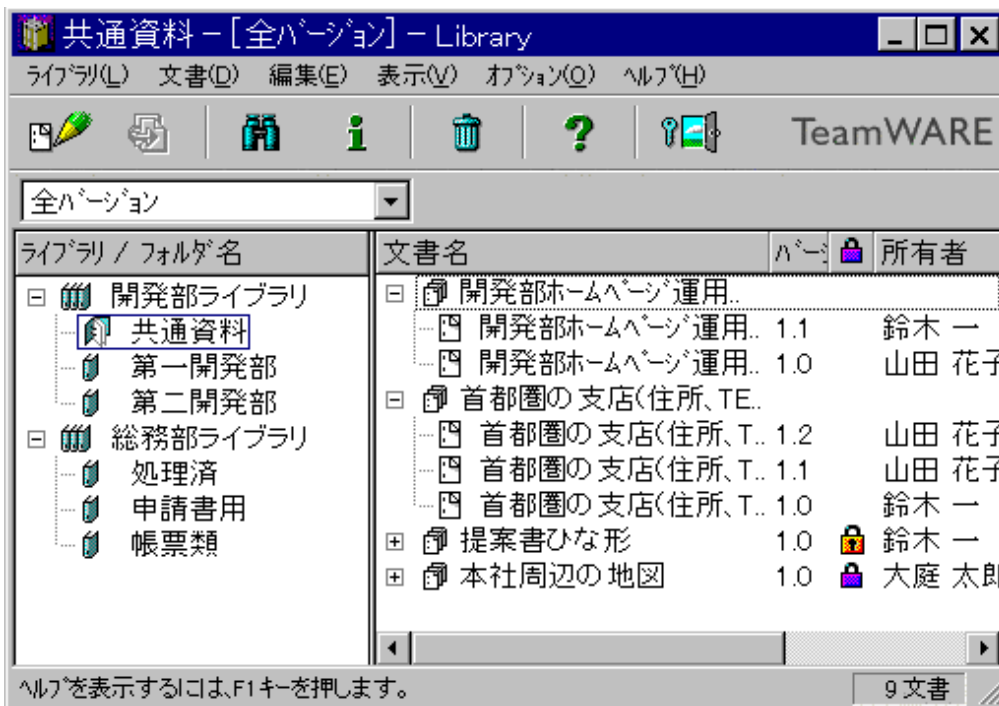 共通資料 － [全ﾊﾞｰｼﾞｮﾝ] － Library
ﾗｲﾌﾞﾗﾘ(L) 文書(D) 編集(E) 表示(V) ｵﾌﾟｼｮﾝ(O) ﾍﾙﾌﾟ(H)
TeamWARE
全ﾊﾞｰｼﾞｮﾝ
ﾗｲﾌﾞﾗﾘ / フォルダ名
開発部ライブラリ
共通資料
第一開発部
第二開発部
総務部ライブラリ
処理済
申請書用
帳票類
文書名 ﾊﾞｰｼﾞ 所有者
開発部ﾎｰﾑﾍﾟｰｼﾞ運用..
開発部ﾎｰﾑﾍﾟｰｼﾞ運用.. 1.1 鈴木 一
開発部ﾎｰﾑﾍﾟｰｼﾞ運用.. 1.0 山田 花子
首都圏の支店(住所、TE..
首都圏の支店(住所、T.. 1.2 山田 花子
首都圏の支店(住所、T.. 1.1 山田 花子
首都圏の支店(住所、T.. 1.0 鈴木 一
提案書ひな形 1.0 鈴木 一
本社周辺の地図 1.0 大庭 太郎
ﾍﾙﾌﾟを表示するには、F1キーを押します。 9文書